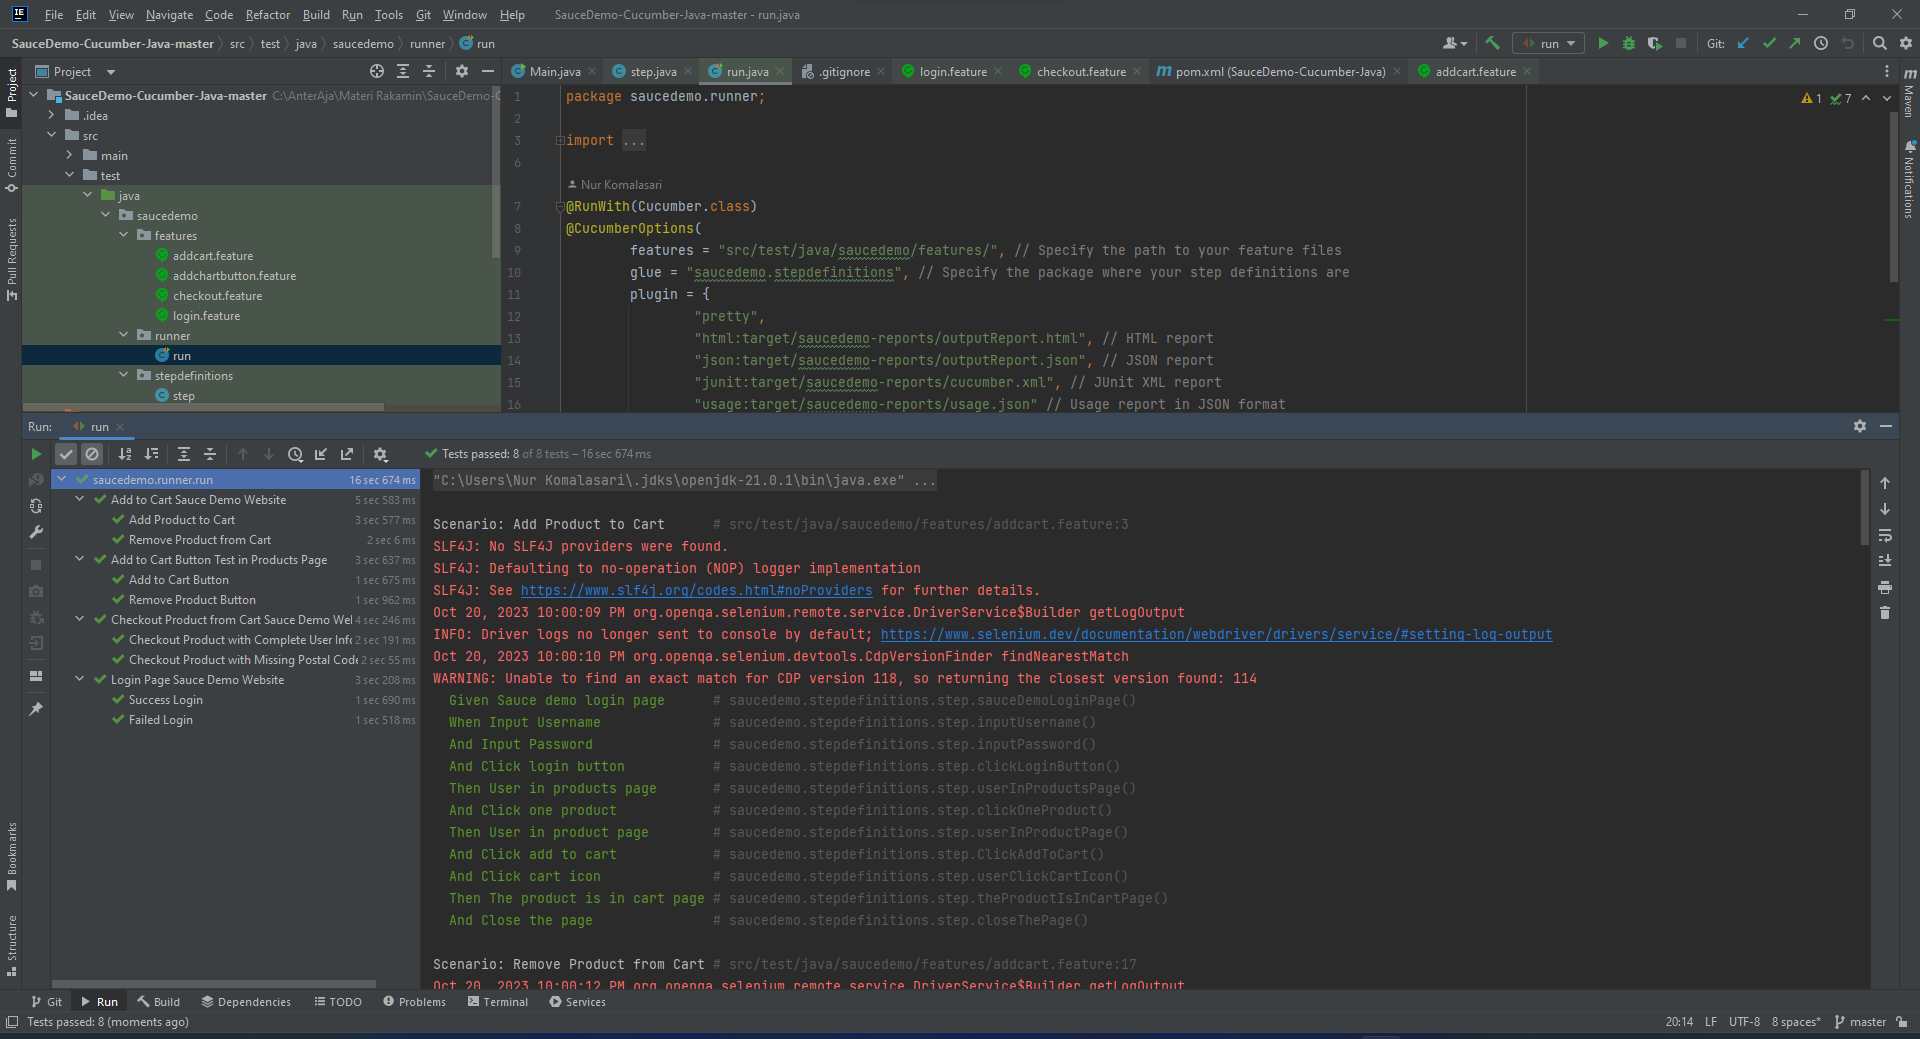 File Edit View Navigate Code Refactor Build Run Tools Git Window Help SauceDemo-Cucumber-Java-master - run.java
SauceDemo-Cucumber-Java-master src test java saucedemo runner run
run Git:
Project
Main.java step.java run.java .gitignore login.feature checkout.feature pom.xml (SauceDemo-Cucumber-Java) addcart.feature
Project
Commit
Pull Requests
Bookmarks
Structure
Maven
Notifications
SauceDemo-Cucumber-Java-master C:\AnterAja\Materi Rakamin\SauceDemo-C
.idea
src
main
test
java
saucedemo
features
addcart.feature
addchartbutton.feature
checkout.feature
login.feature
runner
run
stepdefinitions
step
1 package saucedemo.runner;
1 7
2
3 import ...
6
Nur Komalasari
7 @RunWith(Cucumber.class)
8 @CucumberOptions(
9 features = "src/test/java/saucedemo/features/", // Specify the path to your feature files
10 glue = "saucedemo.stepdefinitions", // Specify the package where your step definitions are
11 plugin = {
12 "pretty",
13 "html:target/saucedemo-reports/outputReport.html", // HTML report
14 "json:target/saucedemo-reports/outputReport.json", // JSON report
15 "junit:target/saucedemo-reports/cucumber.xml", // JUnit XML report
16 "usage:target/saucedemo-reports/usage.json" // Usage report in JSON format
Run: run
Tests passed: 8 of 8 tests – 16 sec 674 ms
saucedemo.runner.run 16 sec 674 ms
Add to Cart Sauce Demo Website 5 sec 583 ms
Add Product to Cart 3 sec 577 ms
Remove Product from Cart 2 sec 6 ms
Add to Cart Button Test in Products Page 3 sec 637 ms
Add to Cart Button 1 sec 675 ms
Remove Product Button 1 sec 962 ms
Checkout Product from Cart Sauce Demo Wel 4 sec 246 ms
Checkout Product with Complete User Info 2 sec 191 ms
Checkout Product with Missing Postal Code 2 sec 55 ms
Login Page Sauce Demo Website 3 sec 208 ms
Success Login 1 sec 690 ms
Failed Login 1 sec 518 ms
"C:\Users\Nur Komalasari\.jdks\openjdk-21.0.1\bin\java.exe" ...
Scenario: Add Product to Cart # src/test/java/saucedemo/features/addcart.feature:3
SLF4J: No SLF4J providers were found.
SLF4J: Defaulting to no-operation (NOP) logger implementation
SLF4J: See https://www.slf4j.org/codes.html#noProviders for further details.
Oct 20, 2023 10:00:09 PM org.openqa.selenium.remote.service.DriverService$Builder getLogOutput
INFO: Driver logs no longer sent to console by default; https://www.selenium.dev/documentation/webdriver/drivers/service/#setting-log-output
Oct 20, 2023 10:00:10 PM org.openqa.selenium.devtools.CdpVersionFinder findNearestMatch
WARNING: Unable to find an exact match for CDP version 118, so returning the closest version found: 114
Given Sauce demo login page # saucedemo.stepdefinitions.step.sauceDemoLoginPage()
When Input Username # saucedemo.stepdefinitions.step.inputUsername()
And Input Password # saucedemo.stepdefinitions.step.inputPassword()
And Click login button # saucedemo.stepdefinitions.step.clickLoginButton()
Then User in products page # saucedemo.stepdefinitions.step.userInProductsPage()
And Click one product # saucedemo.stepdefinitions.step.clickOneProduct()
Then User in product page # saucedemo.stepdefinitions.step.userInProductPage()
And Click add to cart # saucedemo.stepdefinitions.step.ClickAddToCart()
And Click cart icon # saucedemo.stepdefinitions.step.userClickCartIcon()
Then The product is in cart page # saucedemo.stepdefinitions.step.theProductIsInCartPage()
And Close the page # saucedemo.stepdefinitions.step.closeThePage()
Scenario: Remove Product from Cart # src/test/java/saucedemo/features/addcart.feature:17
Oct 20, 2023 10:00:12 PM org.openqa.selenium.remote.service.DriverService$Builder getLogOutput
Git Run Build Dependencies TODO Problems Terminal Services
Tests passed: 8 (moments ago) 20:14 LF UTF-8 8 spaces* master